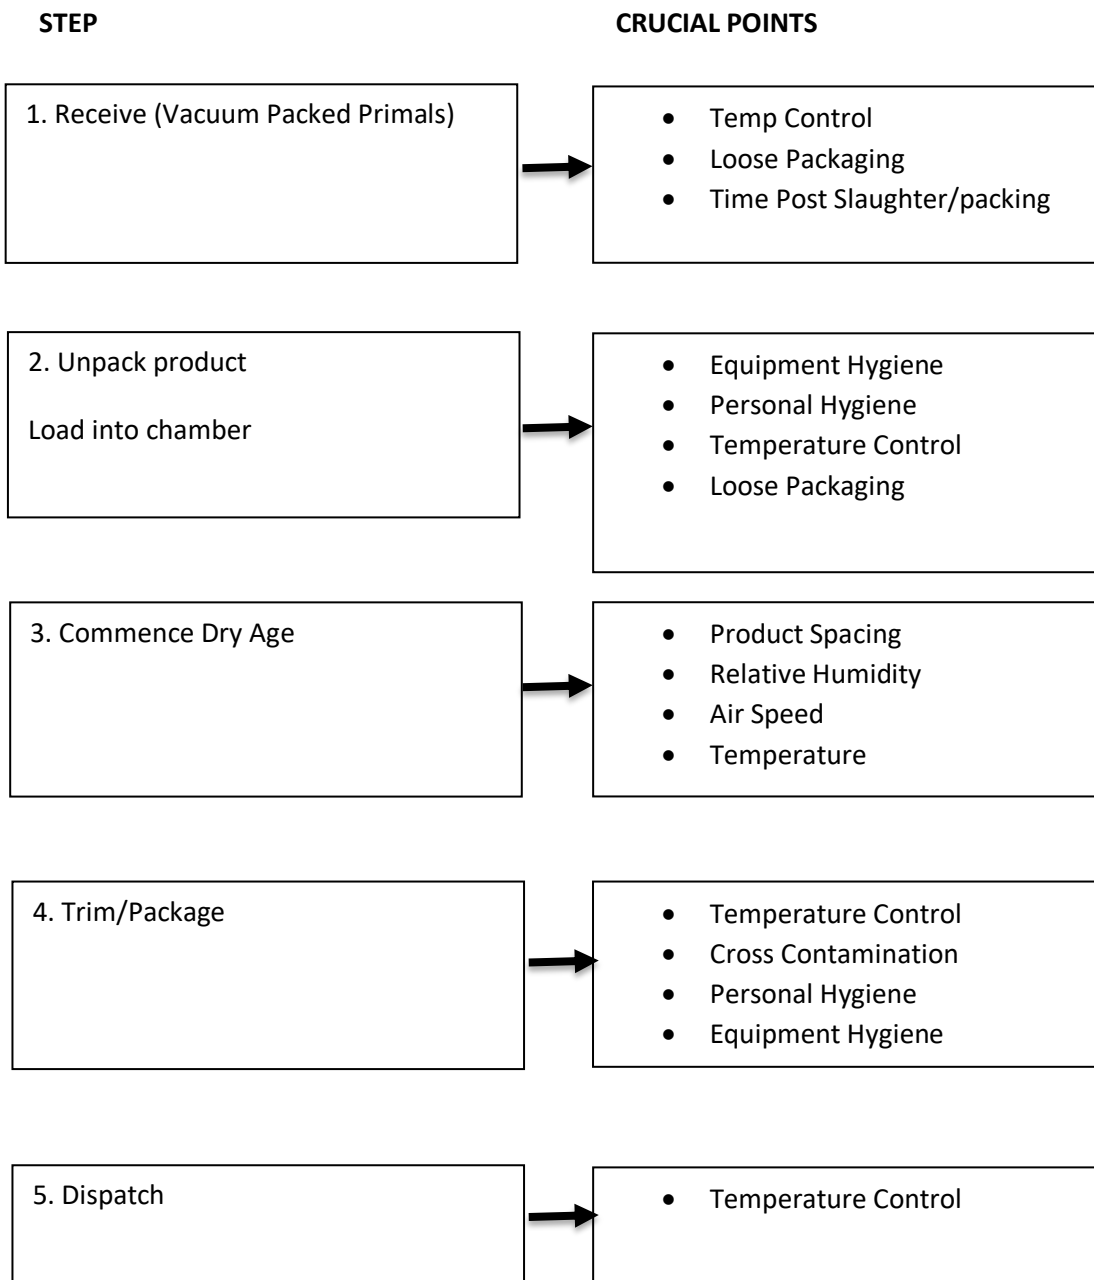 STEP
CRUCIAL POINTS
1. Receive (Vacuum Packed Primals)
• Temp Control
• Loose Packaging
• Time Post Slaughter/packing
2. Unpack product
Load into chamber
• Equipment Hygiene
• Personal Hygiene
• Temperature Control
• Loose Packaging
3. Commence Dry Age
• Product Spacing
• Relative Humidity
• Air Speed
• Temperature
4. Trim/Package
• Temperature Control
• Cross Contamination
• Personal Hygiene
• Equipment Hygiene
5. Dispatch
• Temperature Control